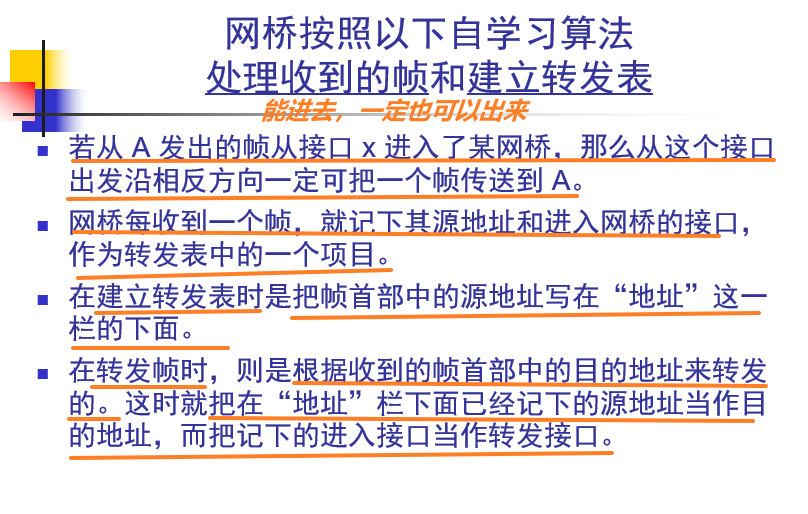 网桥按照以下自学习算法
处理收到的帧和建立转发表
能进去，一定也可以出来
若从 A 发出的帧从接口 x 进入了某网桥，那么从这个接口
出发沿相反方向一定可把一个帧传送到 A。
网桥每收到一个帧，就记下其源地址和进入网桥的接口，
作为转发表中的一个项目。
在建立转发表时是把帧首部中的源地址写在“地址”这一
栏的下面。
在转发帧时，则是根据收到的帧首部中的目的地址来转发
的。这时就把在“地址”栏下面已经记下的源地址当作目
的地址，而把记下的进入接口当作转发接口。